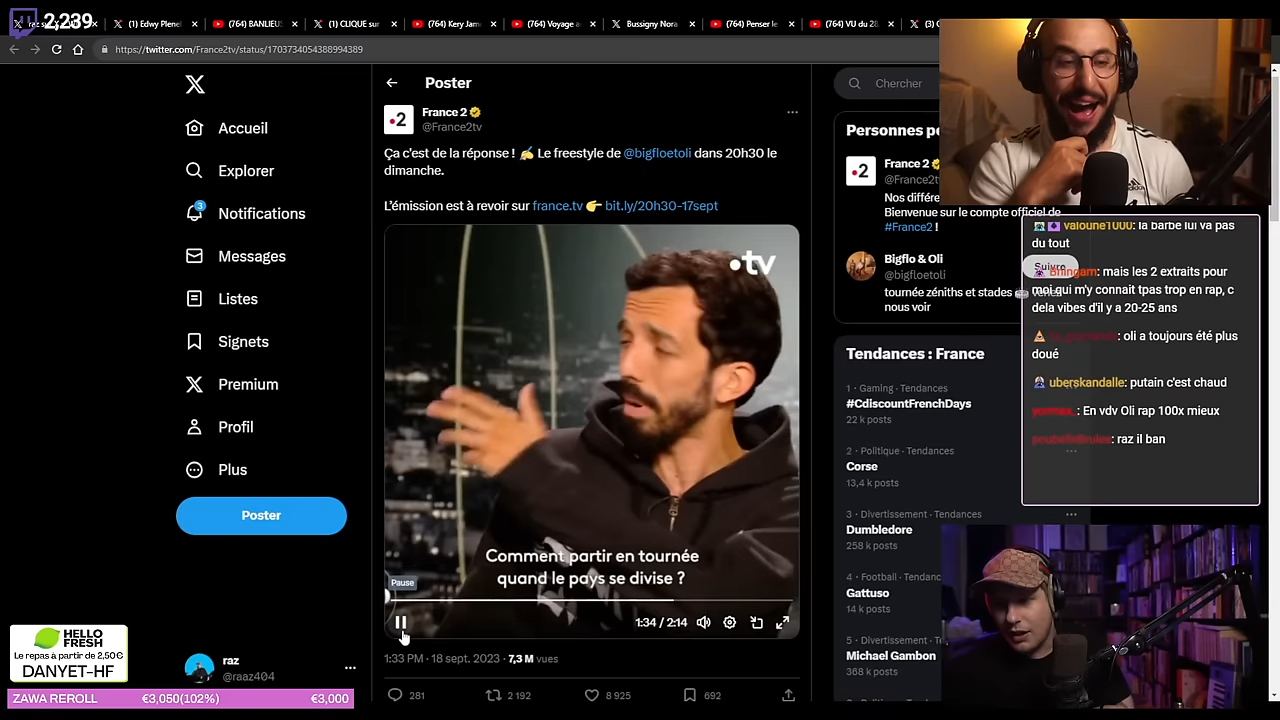 2,239
(1) Edwy Plenel
(764) BANLIEUE
(1) CLIQUE sur
(764) Kery Jame
(764) Voyage a
Bussigny Nora
(764) Penser le
(764) VU du 28
https://twitter.com/France2tv/status/1703734054388994389
Accueil
Explorer
3
Notifications
Messages
Listes
Signets
Premium
Profil
Plus
Poster
raz
@raaz404
HELLO
FRESH
Le repas à partir de 2,50€
DANYET-HF
ZAWA REROLL €3,050(102%) €3,000
Poster
France 2
@France2tv
Ça c'est de la réponse ! ✍ Le freestyle de @bigfloetoli dans 20h30 le
dimanche.
L'émission est à revoir sur france.tv 👉 bit.ly/20h30-17sept
•tv
Comment partir en tournée
quand le pays se divise ?
Pause
1:34 / 2:14
1:33 PM · 18 sept. 2023 · 7,3 M vues
281
2 192
8 925
692
Chercher
Personnes
France 2
@France2t
Nos différe
Bienvenue sur le compte officiel de
#France2 !
Bigflo & Oli
@bigfloetoli
Suivre
tournée zéniths et stades
nous voir
Tendances : France
1 · Gaming · Tendances
#CdiscountFrenchDays
22 k posts
2 · Politique · Tendances
Corse
13,4 k posts
3 · Divertissement · Tendances
Dumbledore
258 k posts
4 · Football · Tendanc
Gattuso
14 k posts
5 · Divertissement · Tendances
Michael Gambon
368 k posts
valoune1000: la barbe lui va pas
du tout
: mais les 2 extraits pour
moi qui m'y connait tpas trop en rap, c
dela vibes d'il y a 20-25 ans
: oli a toujours été plus
doué
uberskandalle: putain c'est chaud
: En vdv Oli rap 100x mieux
: raz il ban